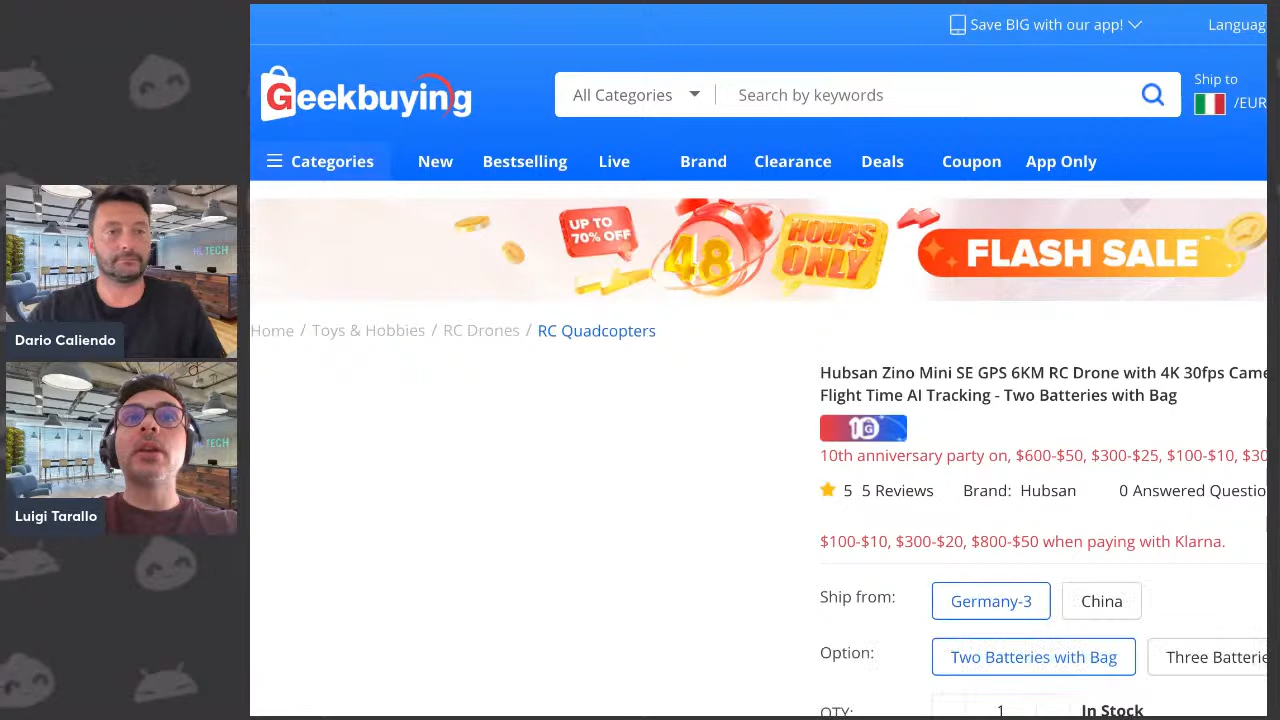 Save BIG with our app!
Languag
Geekbuying
All Categories
Search by keywords
Ship to
/EUR
Categories
New
Bestselling
Live
Brand
Clearance
Deals
Coupon
App Only
UP TO
70% OFF
48
HOURS
ONLY
FLASH SALE
Home / Toys & Hobbies / RC Drones / RC Quadcopters
Hubsan Zino Mini SE GPS 6KM RC Drone with 4K 30fps Came
Flight Time AI Tracking - Two Batteries with Bag
10G
10th anniversary party on, $600-$50, $300-$25, $100-$10, $30
5 5 Reviews Brand: Hubsan 0 Answered Questio
$100-$10, $300-$20, $800-$50 when paying with Klarna.
Ship from: Germany-3 China
Option: Two Batteries with Bag Three Batterie
QTY: 1 In Stock
TECH
Dario Caliendo
TECH
Luigi Tarallo